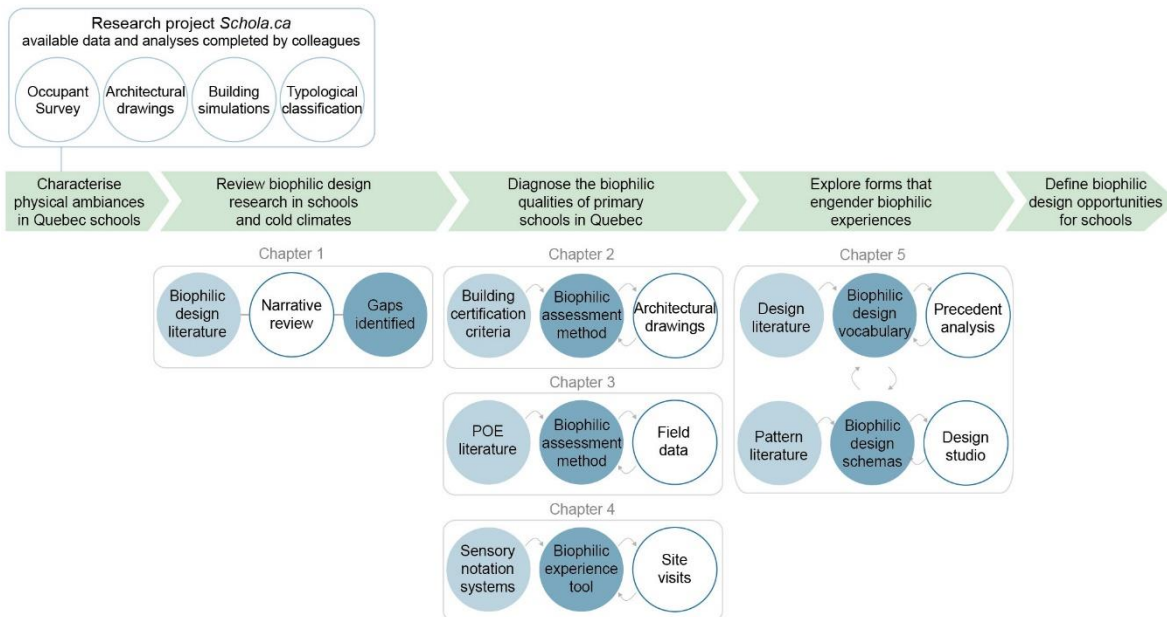 Research project Schola.ca
available data and analyses completed by colleagues
Occupant
Survey
Architectural
drawings
Building
simulations
Typological
classification
Characterise
physical ambiances
in Quebec schools
Review biophilic design
research in schools
and cold climates
Diagnose the biophilic
qualities of primary
schools in Quebec
Explore forms that
engender biophilic
experiences
Define biophilic
design opportunities
for schools
Chapter 1
Biophilic
design
literature
Narrative
review
Gaps
identified
Chapter 2
Building
certification
criteria
Biophilic
assessment
method
Architectural
drawings
Chapter 3
POE
literature
Biophilic
assessment
method
Field
data
Chapter 4
Sensory
notation
systems
Biophilic
experience
tool
Site
visits
Chapter 5
Design
literature
Biophilic
design
vocabulary
Precedent
analysis
Pattern
literature
Biophilic
design
schemas
Design
studio